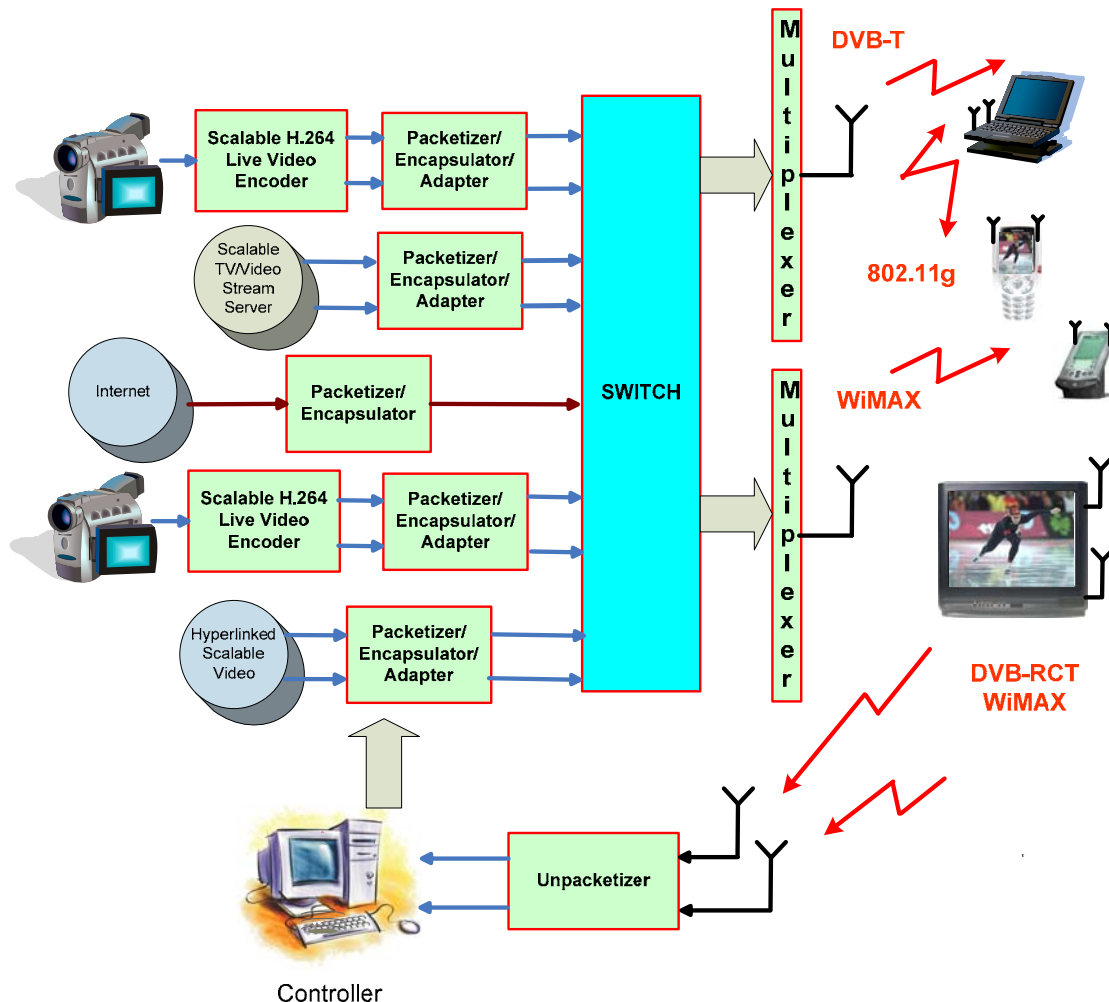 Multiplexer
DVB-T
Scalable H.264
Live Video
Encoder
Packetizer/
Encapsulator/
Adapter
Scalable
TV/Video
Stream
Server
Packetizer/
Encapsulator/
Adapter
802.11g
Internet
Packetizer/
Encapsulator
SWITCH
Multiplexer
WiMAX
Scalable H.264
Live Video
Encoder
Packetizer/
Encapsulator/
Adapter
Hyperlinked
Scalable
Video
Packetizer/
Encapsulator/
Adapter
DVB-RCT
WiMAX
Unpacketizer
Controller